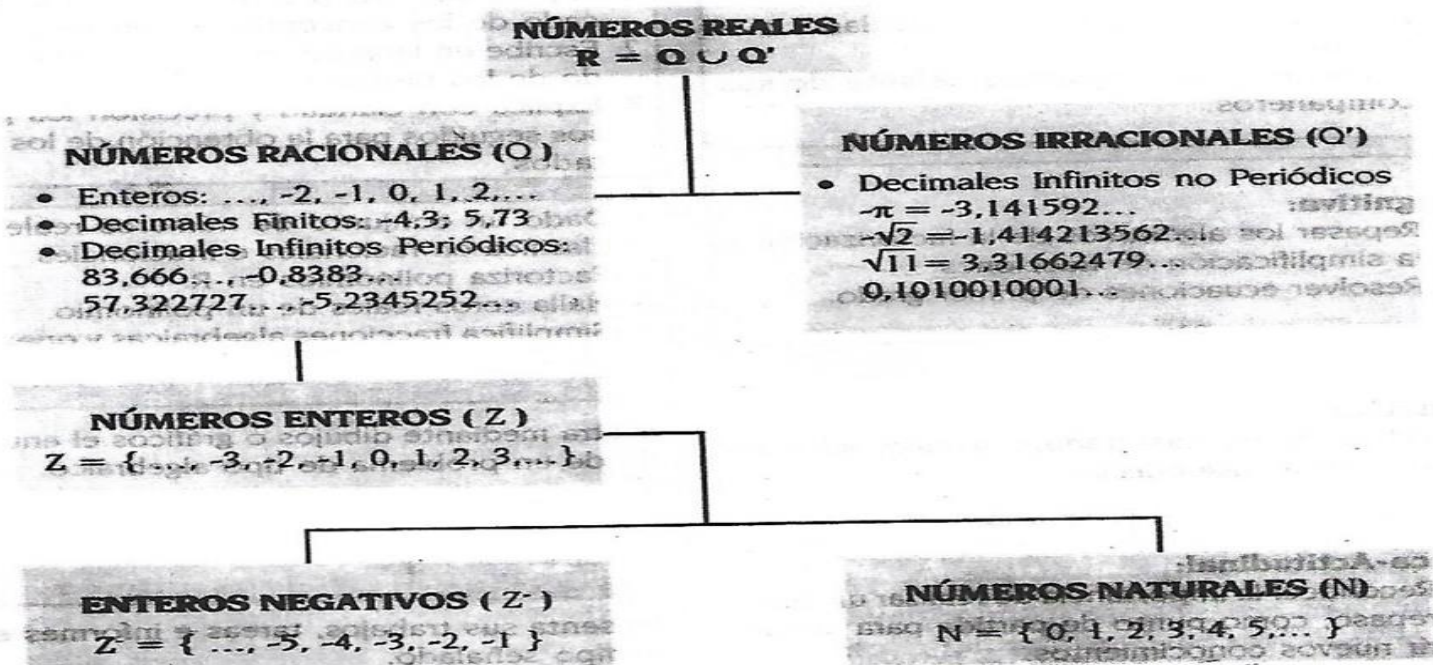 NÚMEROS REALES
R = Q ∪ Q'
NÚMEROS RACIONALES (Q)
• Enteros: ..., -2, -1, 0, 1, 2,...
• Decimales Finitos: -4,3; 5,73
• Decimales Infinitos Periódicos:
83,666... -0,8383...
57,322727... -5,2345252...
NÚMEROS IRRACIONALES (Q')
• Decimales Infinitos no Periódicos
-π = -3,141592...
-√2 = -1,414213562...
√11 = 3,31662479...
0,1010010001...
NÚMEROS ENTEROS ( Z )
Z = { ..., -3, -2, -1, 0, 1, 2, 3,... }
ENTEROS NEGATIVOS ( Z⁻ )
Z⁻ = { ..., -5, -4, -3, -2, -1 }
NÚMEROS NATURALES (N)
N = { 0, 1, 2, 3, 4, 5,... }